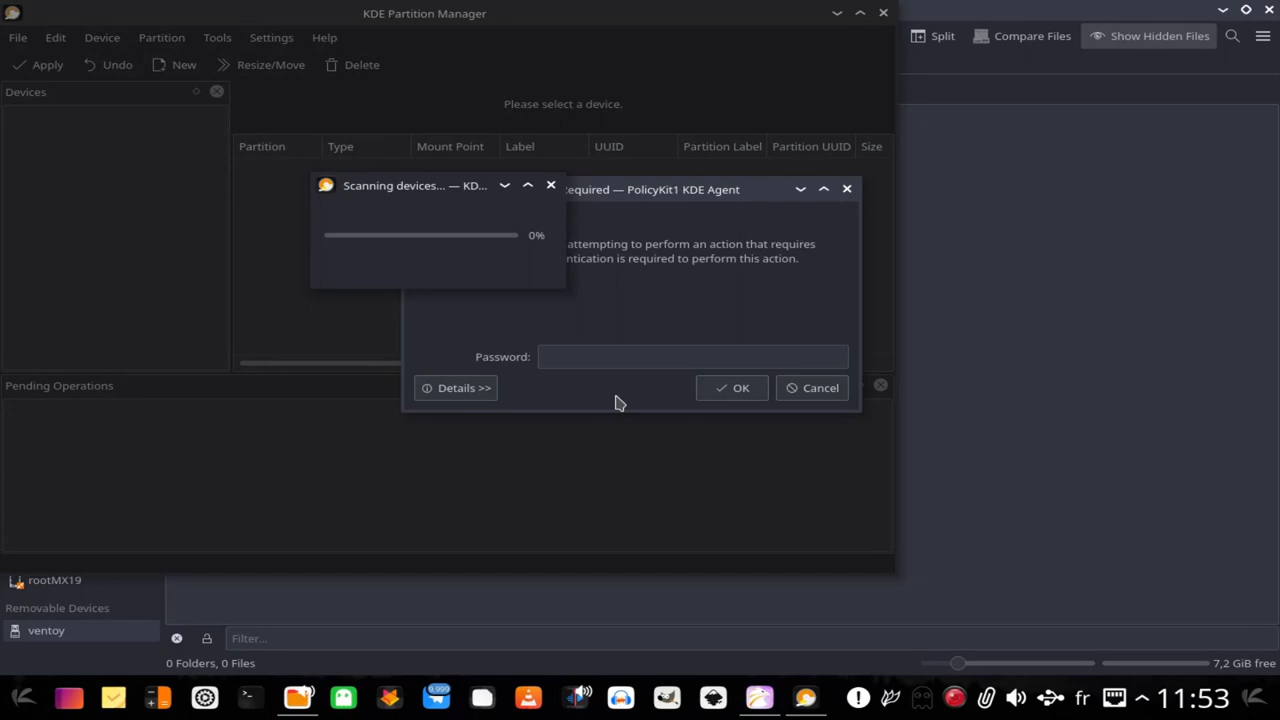 KDE Partition Manager
File Edit Device Partition Tools Settings Help
Split Compare Files Show Hidden Files
Apply Undo New Resize/Move Delete
Devices
Please select a device.
Partition Type Mount Point Label UUID Partition Label Partition UUID Size
Scanning devices... — KD...
0%
— PolicyKit1 KDE Agent
attempting to perform an action that requires
is required to perform this action.
Password:
Details >> OK Cancel
Pending Operations
rootMX19
Removable Devices
ventoy
Filter...
0 Folders, 0 Files
7,2 GiB free
9.999
fr
11:53